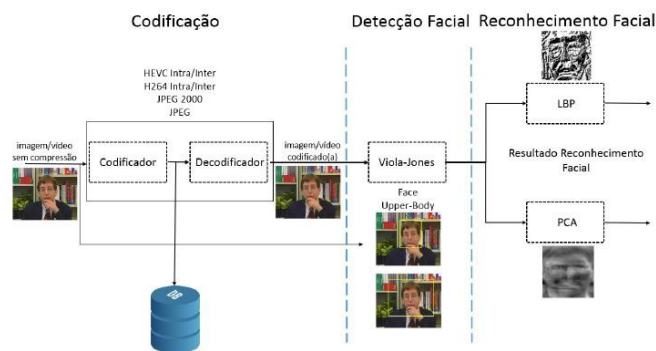 Codificação
Detecção Facial
Reconhecimento Facial
HEVC Intra/Inter
H264 Intra/Inter
JPEG 2000
JPEG
imagem/vídeo
sem compressão
Codificador
Decodificador
imagem/vídeo
codificado(a)
Viola-Jones
Face
Upper-Body
LBP
Resultado Reconhecimento
Facial
PCA
DB